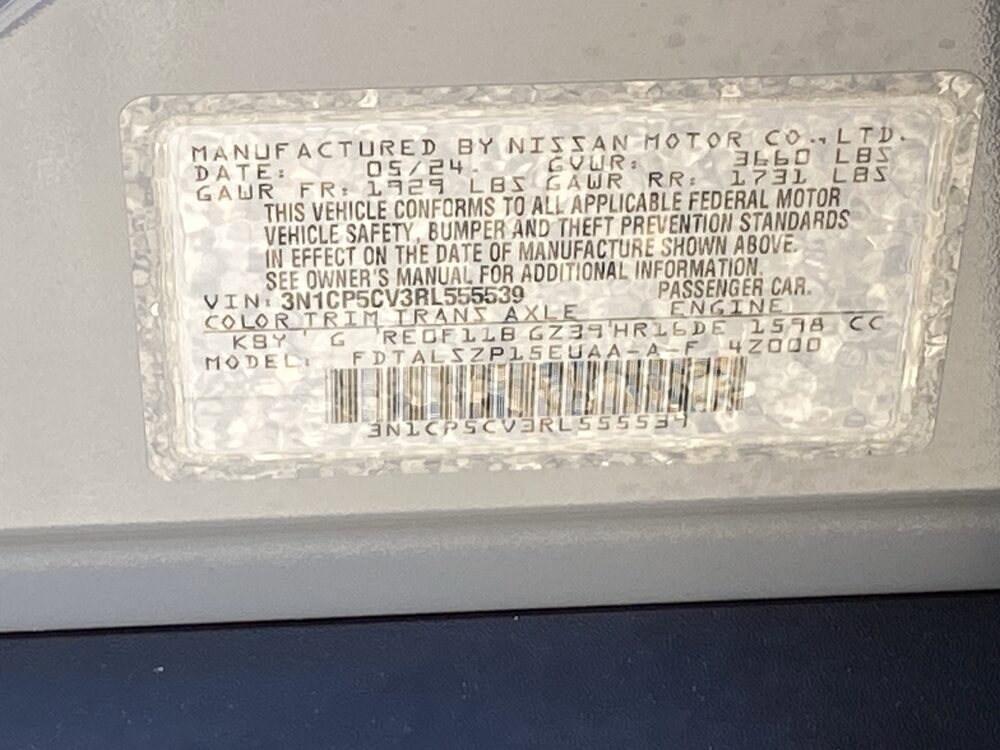 MANUFACTURED BY NISSAN MOTOR CO.,LTD.
DATE: 05/24. GVWR: 3660 LBS
GAWR FR: 1929 LBS GAWR RR: 1731 LBS
THIS VEHICLE CONFORMS TO ALL APPLICABLE FEDERAL MOTOR
VEHICLE SAFETY, BUMPER AND THEFT PREVENTION STANDARDS
IN EFFECT ON THE DATE OF MANUFACTURE SHOWN ABOVE.
SEE OWNER'S MANUAL FOR ADDITIONAL INFORMATION.
VIN: 3N1CP5CV3RL555539 PASSENGER CAR.
COLOR TRIM TRANS AXLE ENGINE
KBY G RE0F11B GZ39 HR16DE 1598 CC
MODEL: FDTALSZP15EUAA-A-F 4Z000
3N1CP5CV3RL555539